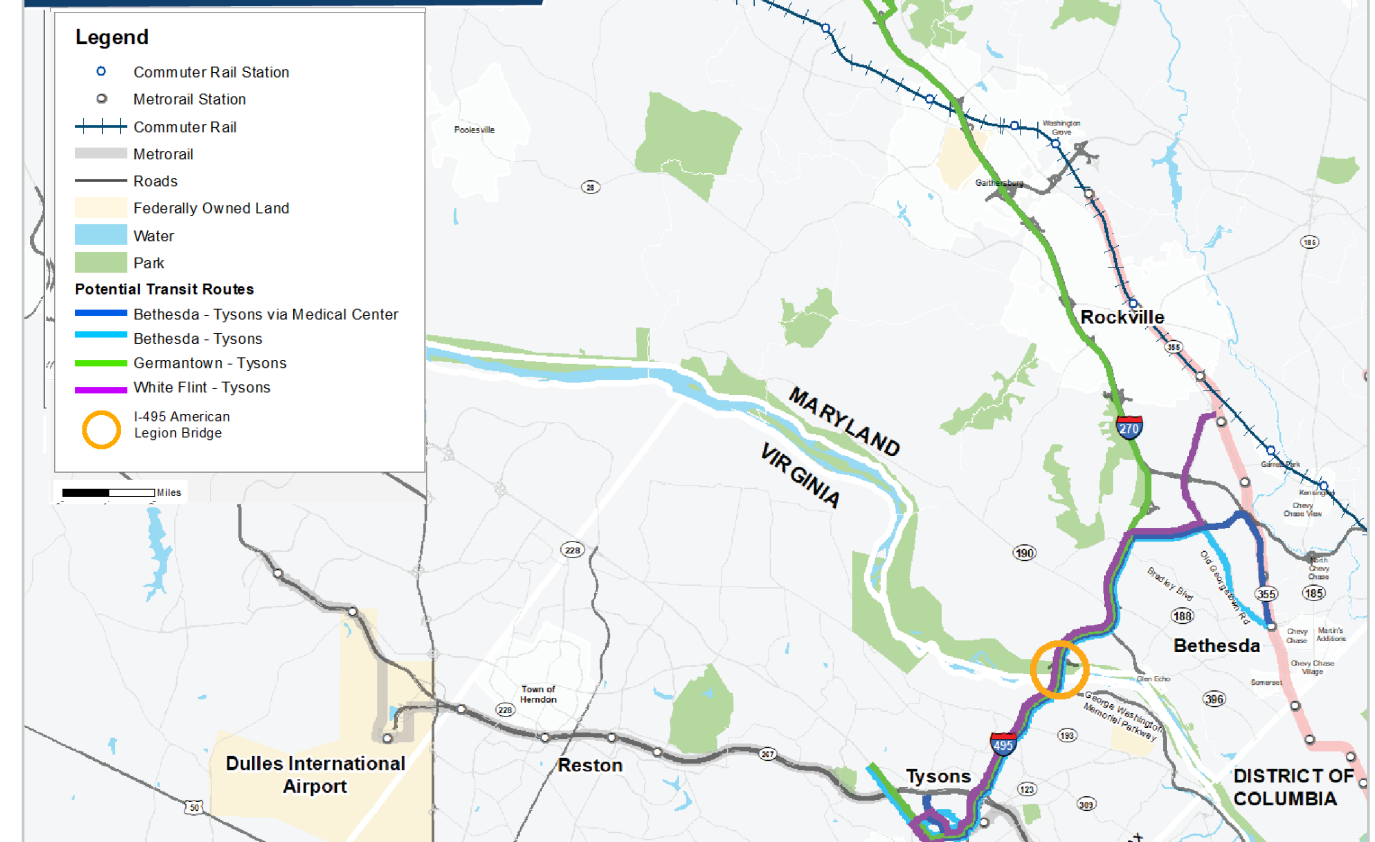 Legend
Commuter Rail Station
Metrorail Station
Commuter Rail
Metrorail
Roads
Federally Owned Land
Water
Park
Potential Transit Routes
Bethesda - Tysons via Medical Center
Bethesda - Tysons
Germantown - Tysons
White Flint - Tysons
I-495 American
Legion Bridge
Miles
Poolesville
28
Washington
Grove
Gaithersburg
185
Rockville
355
MARYLAND
VIRGINIA
270
Garrett Park
Kensington
Chevy
Chase View
228
190
Old Georgetown Rd
Bradley Blvd
North
Chevy
Chase
355
185
188
Bethesda
Chevy
Chase
Martin's
Additions
Chevy Chase
Village
Glen Echo
Somerset
396
Town of
Herndon
228
George Washington
Memorial Parkway
193
495
267
Dulles International
Airport
Reston
Tysons
123
309
DISTRICT OF
COLUMBIA
50